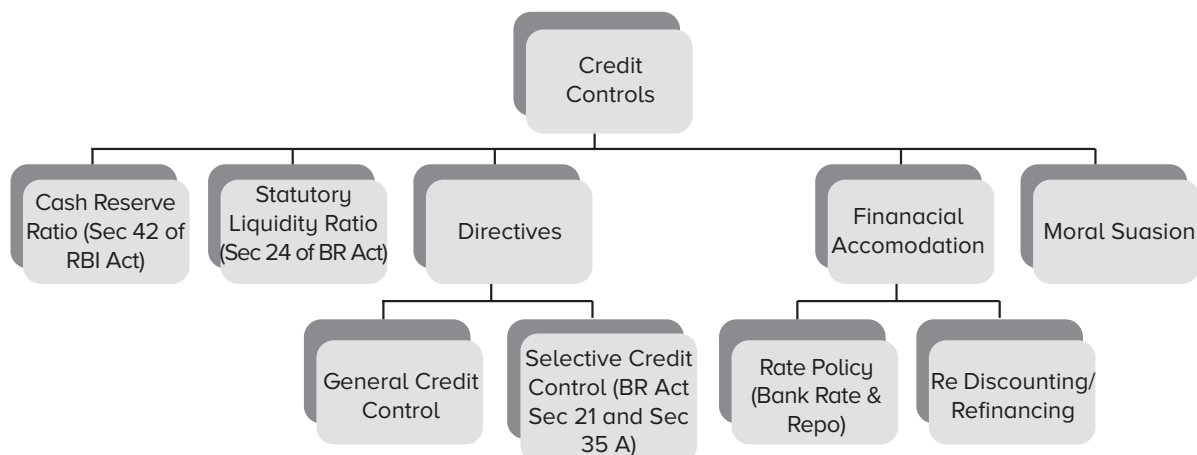 Credit
Controls
Cash Reserve
Ratio (Sec 42 of
RBI Act)
Statutory
Liquidity Ratio
(Sec 24 of BR Act)
Directives
Finanacial
Accomodation
Moral Suasion
General Credit
Control
Selective Credit
Control (BR Act
Sec 21 and Sec
35 A)
Rate Policy
(Bank Rate &
Repo)
Re Discounting/
Refinancing